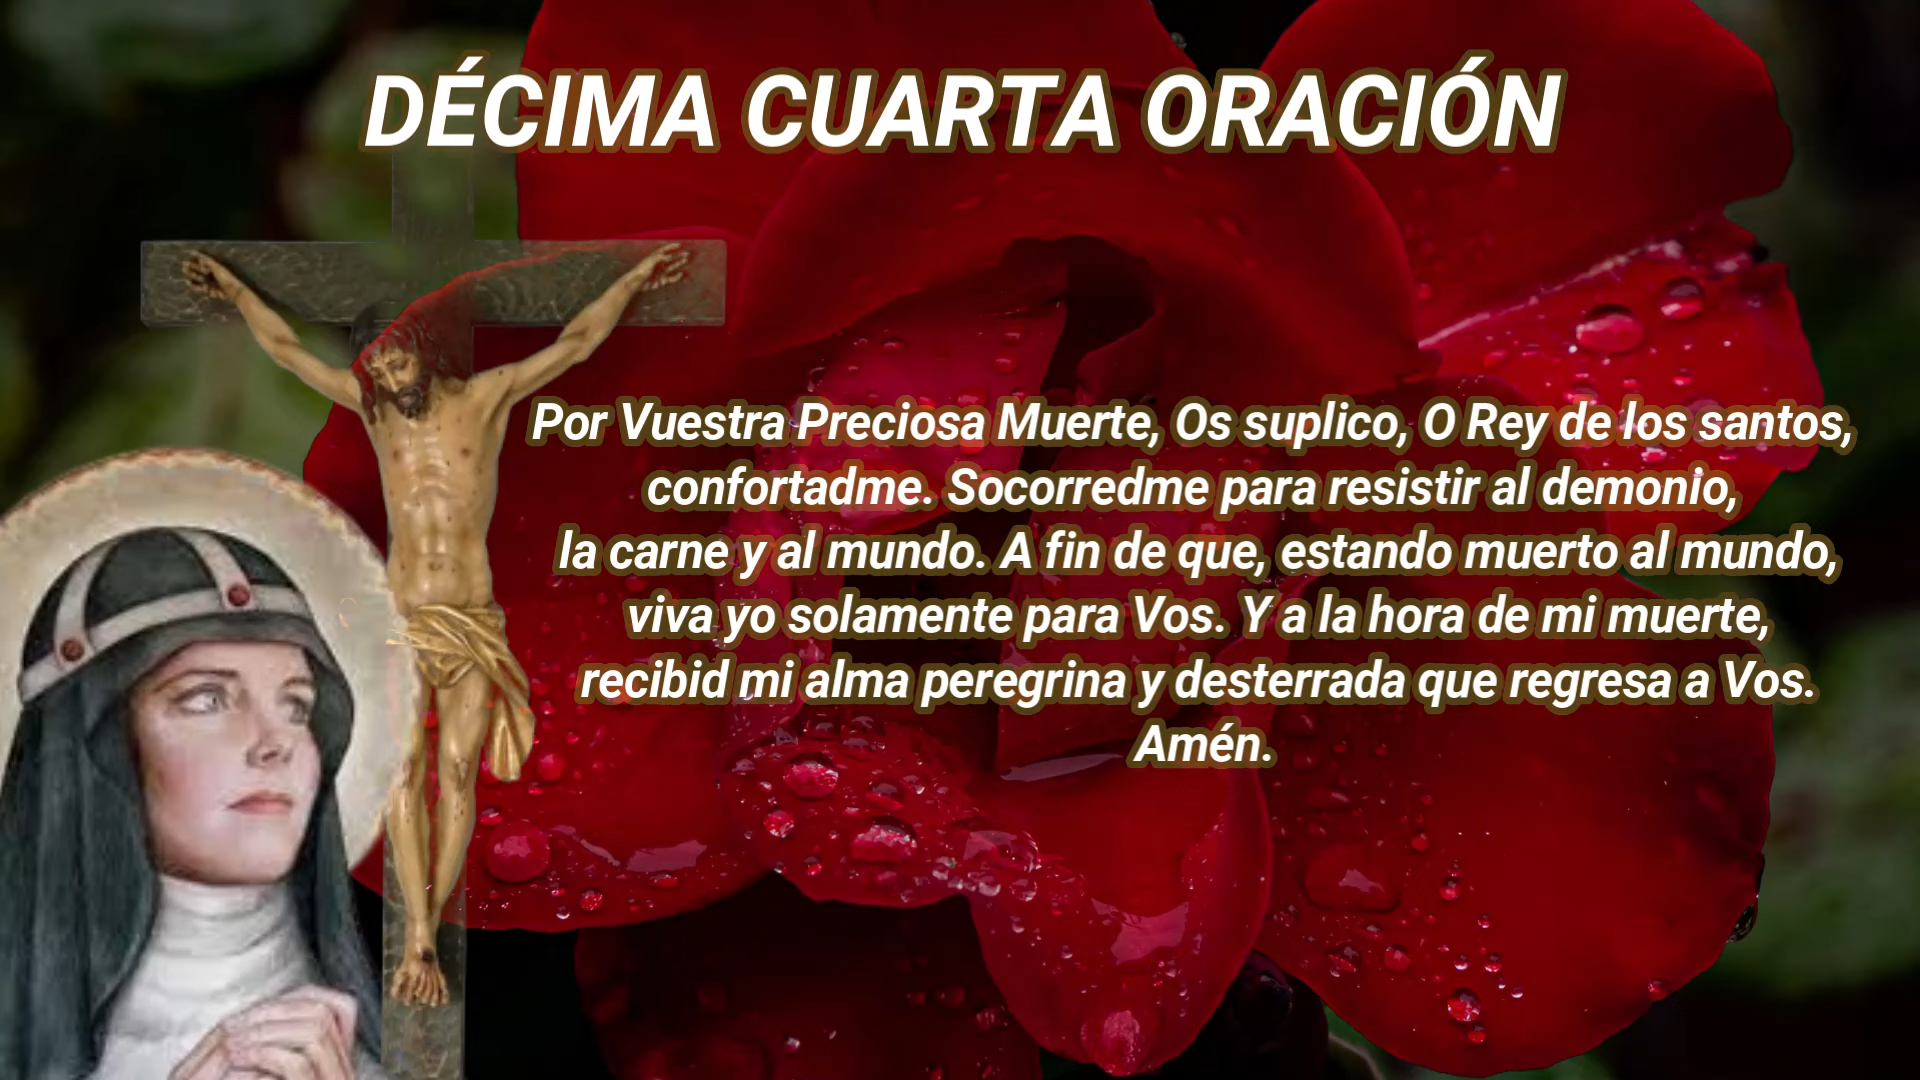 DÉCIMA CUARTA ORACIÓN
Por Vuestra Preciosa Muerte, Os suplico, O Rey de los santos,
confortadme. Socorredme para resistir al demonio,
la carne y al mundo. A fin de que, estando muerto al mundo,
viva yo solamente para Vos. Y a la hora de mi muerte,
recibid mi alma peregrina y desterrada que regresa a Vos.
Amén.